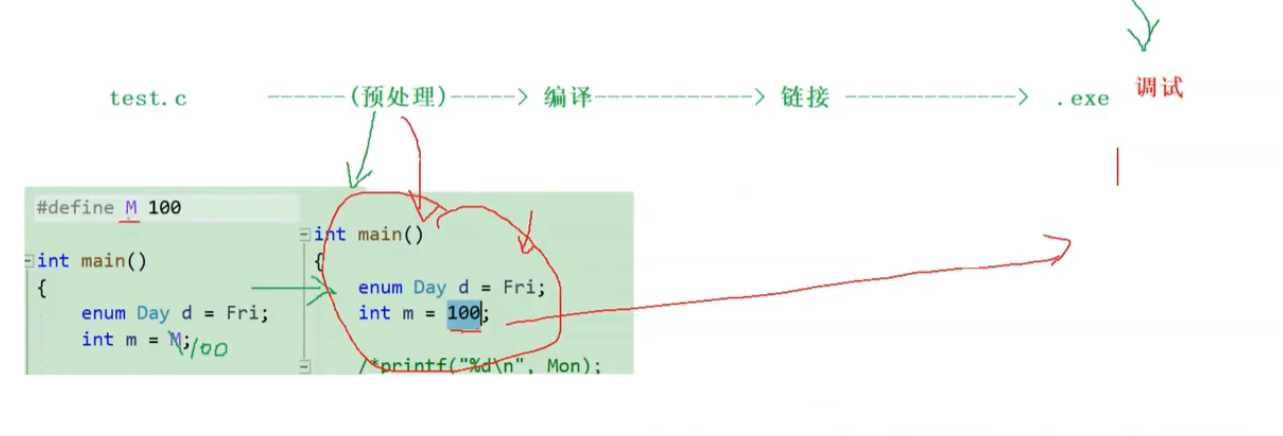 test.c ------(预处理)-----> 编译------------> 链接 -------------> .exe 调试
#define M 100
int main()
{
enum Day d = Fri;
int m = M; 100
int main()
{
enum Day d = Fri;
int m = 100;
/*printf("%d\n", Mon);